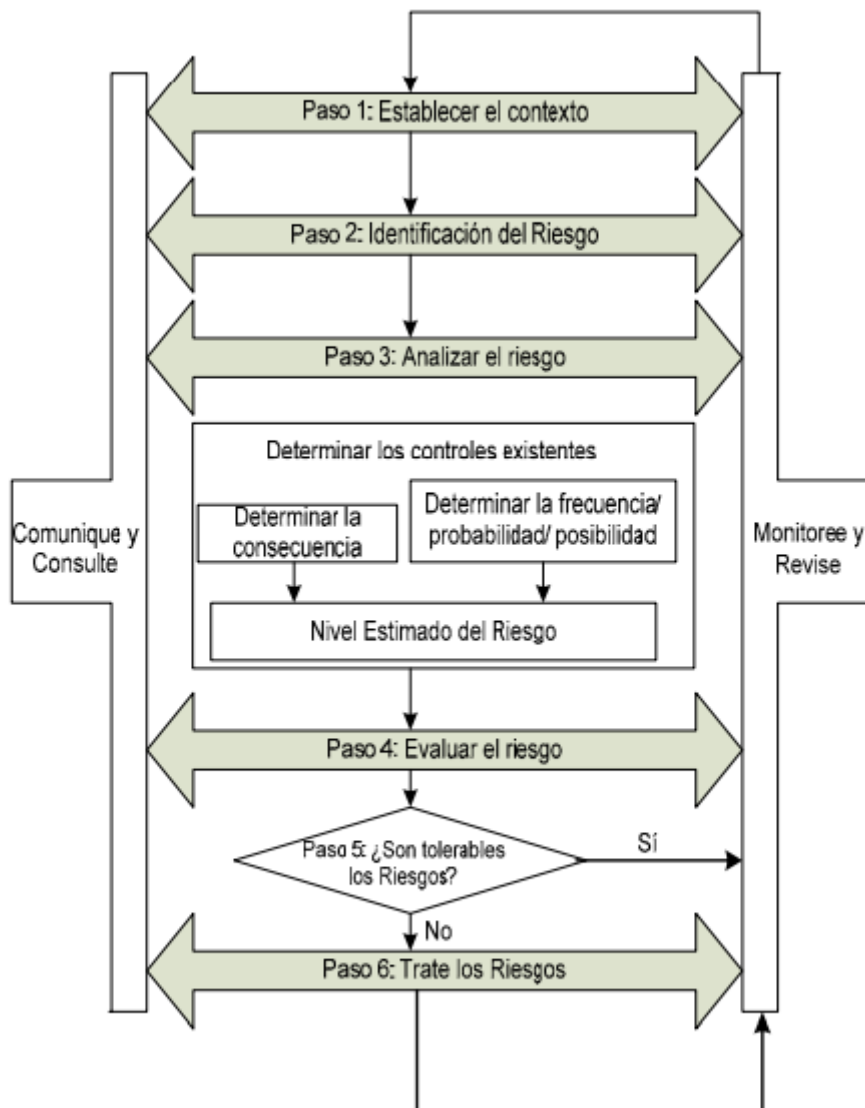 Paso 1: Establecer el contexto
Paso 2: Identificación del Riesgo
Paso 3: Analizar el riesgo
Determinar los controles existentes
Determinar la
consecuencia
Determinar la frecuencia/
probabilidad/ posibilidad
Nivel Estimado del Riesgo
Comunique y
Consulte
Monitoree y
Revise
Paso 4: Evaluar el riesgo
Paso 5: ¿Son tolerables
los Riesgos?
Sí
No
Paso 6: Trate los Riesgos